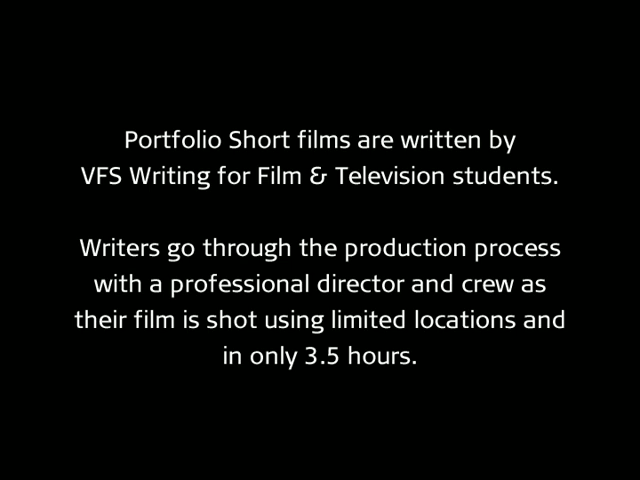 Portfolio Short films are written by
VFS Writing for Film & Television students.
Writers go through the production process
with a professional director and crew as
their film is shot using limited locations and
in only 3.5 hours.